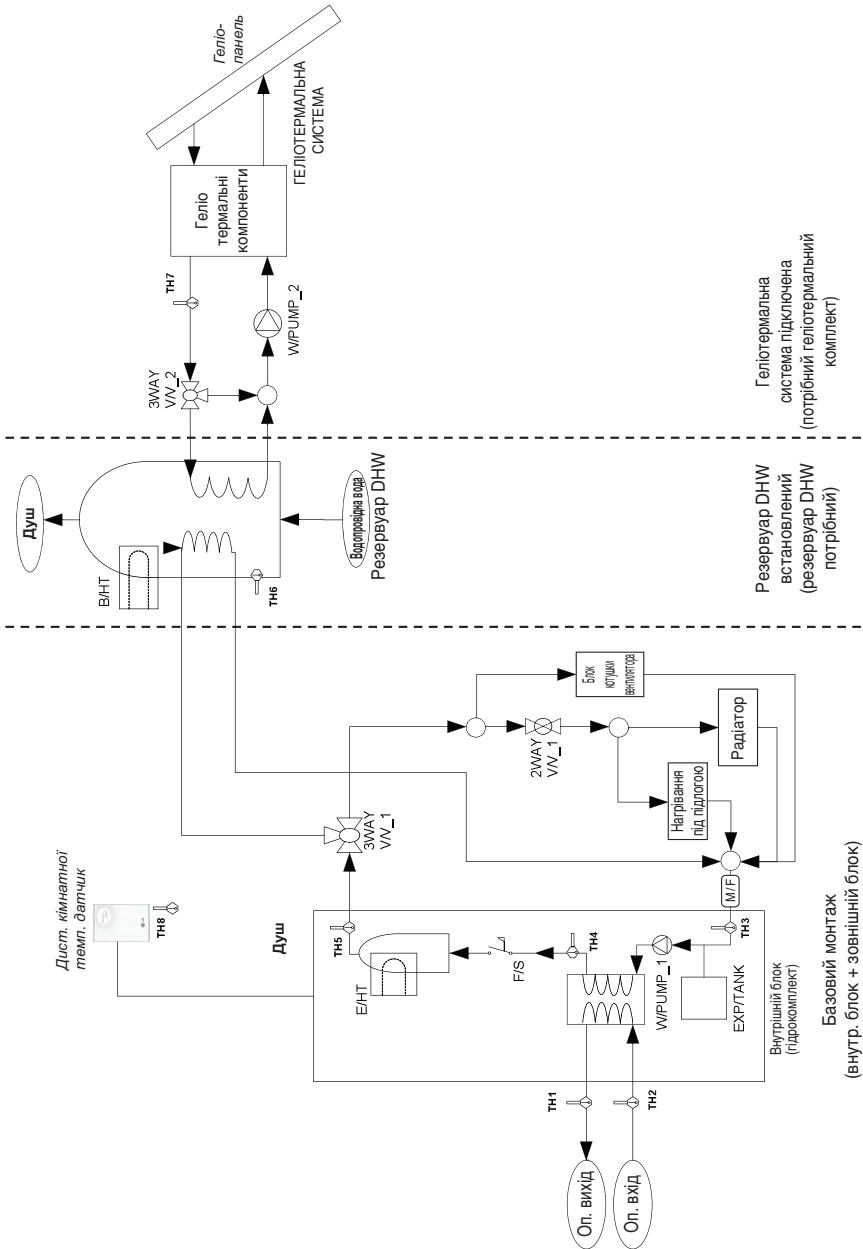 Дист. кімнатної
темп. датчик
TH8
Душ
TH5
E/HT
F/S
TH4
TH1
TH2
Оп. вихід
Оп. вхід
W/PUMP_1
EXP/TANK
TH3
M/F
Внутрішній блок
(гідрокомплект)
3WAY
V/V_1
2WAY
V/V_1
Блок
котушки
вентилятора
Нагрівання
під підлогою
Радіатор
Базовий монтаж
(внутр. блок + зовнішній блок)
Душ
B/HT
TH6
Водопровідна вода
Резервуар DHW
Резервуар DHW
встановлений
(резервуар DHW
потрібний)
Геліо-
панель
ГЕЛІОТЕРМАЛЬНА
СИСТЕМА
Геліо
термальні
компоненти
TH7
3WAY
V/V_2
W/PUMP_2
Геліотермальна
система підключена
(потрібний геліотермальний
комплект)